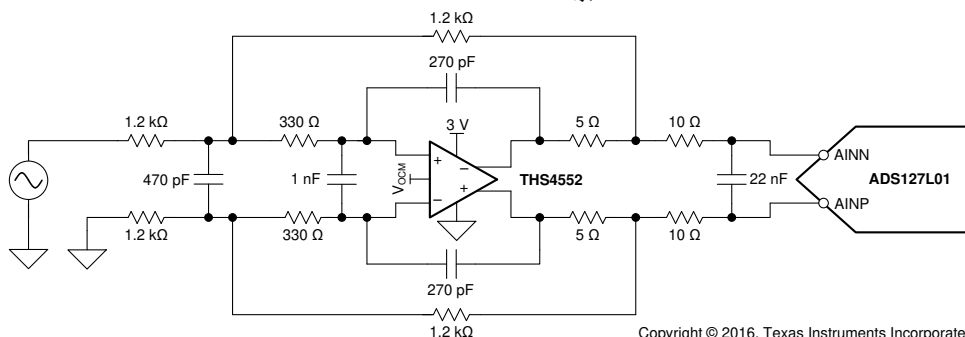 1.2 kΩ
270 pF
1.2 kΩ
330 Ω
3 V
5 Ω
10 Ω
AINN
470 pF
1 nF
VOCM
THS4552
22 nF
ADS127L01
AINP
1.2 kΩ
330 Ω
5 Ω
10 Ω
270 pF
1.2 kΩ
Copyright © 2016, Texas Instruments Incorporate